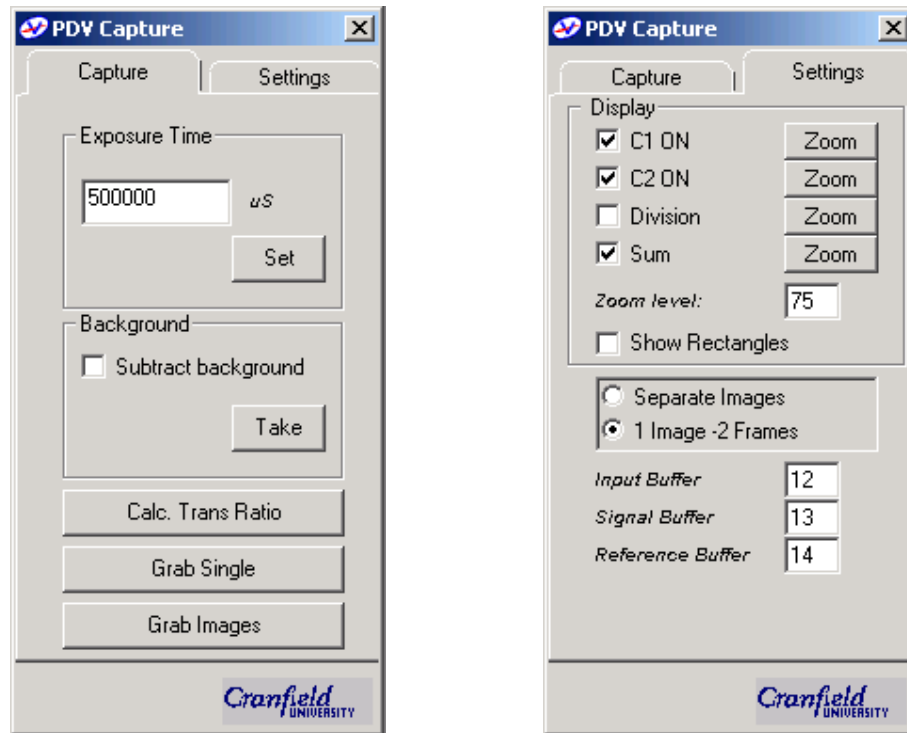 PDV Capture
Capture
Settings
Exposure Time
500000 uS
Set
Background
Subtract background
Take
Calc. Trans Ratio
Grab Single
Grab Images
Cranfield
UNIVERSITY
PDV Capture
Capture
Settings
Display
C1 ON Zoom
C2 ON Zoom
Division Zoom
Sum Zoom
Zoom level: 75
Show Rectangles
Separate Images
1 Image -2 Frames
Input Buffer 12
Signal Buffer 13
Reference Buffer 14
Cranfield
UNIVERSITY